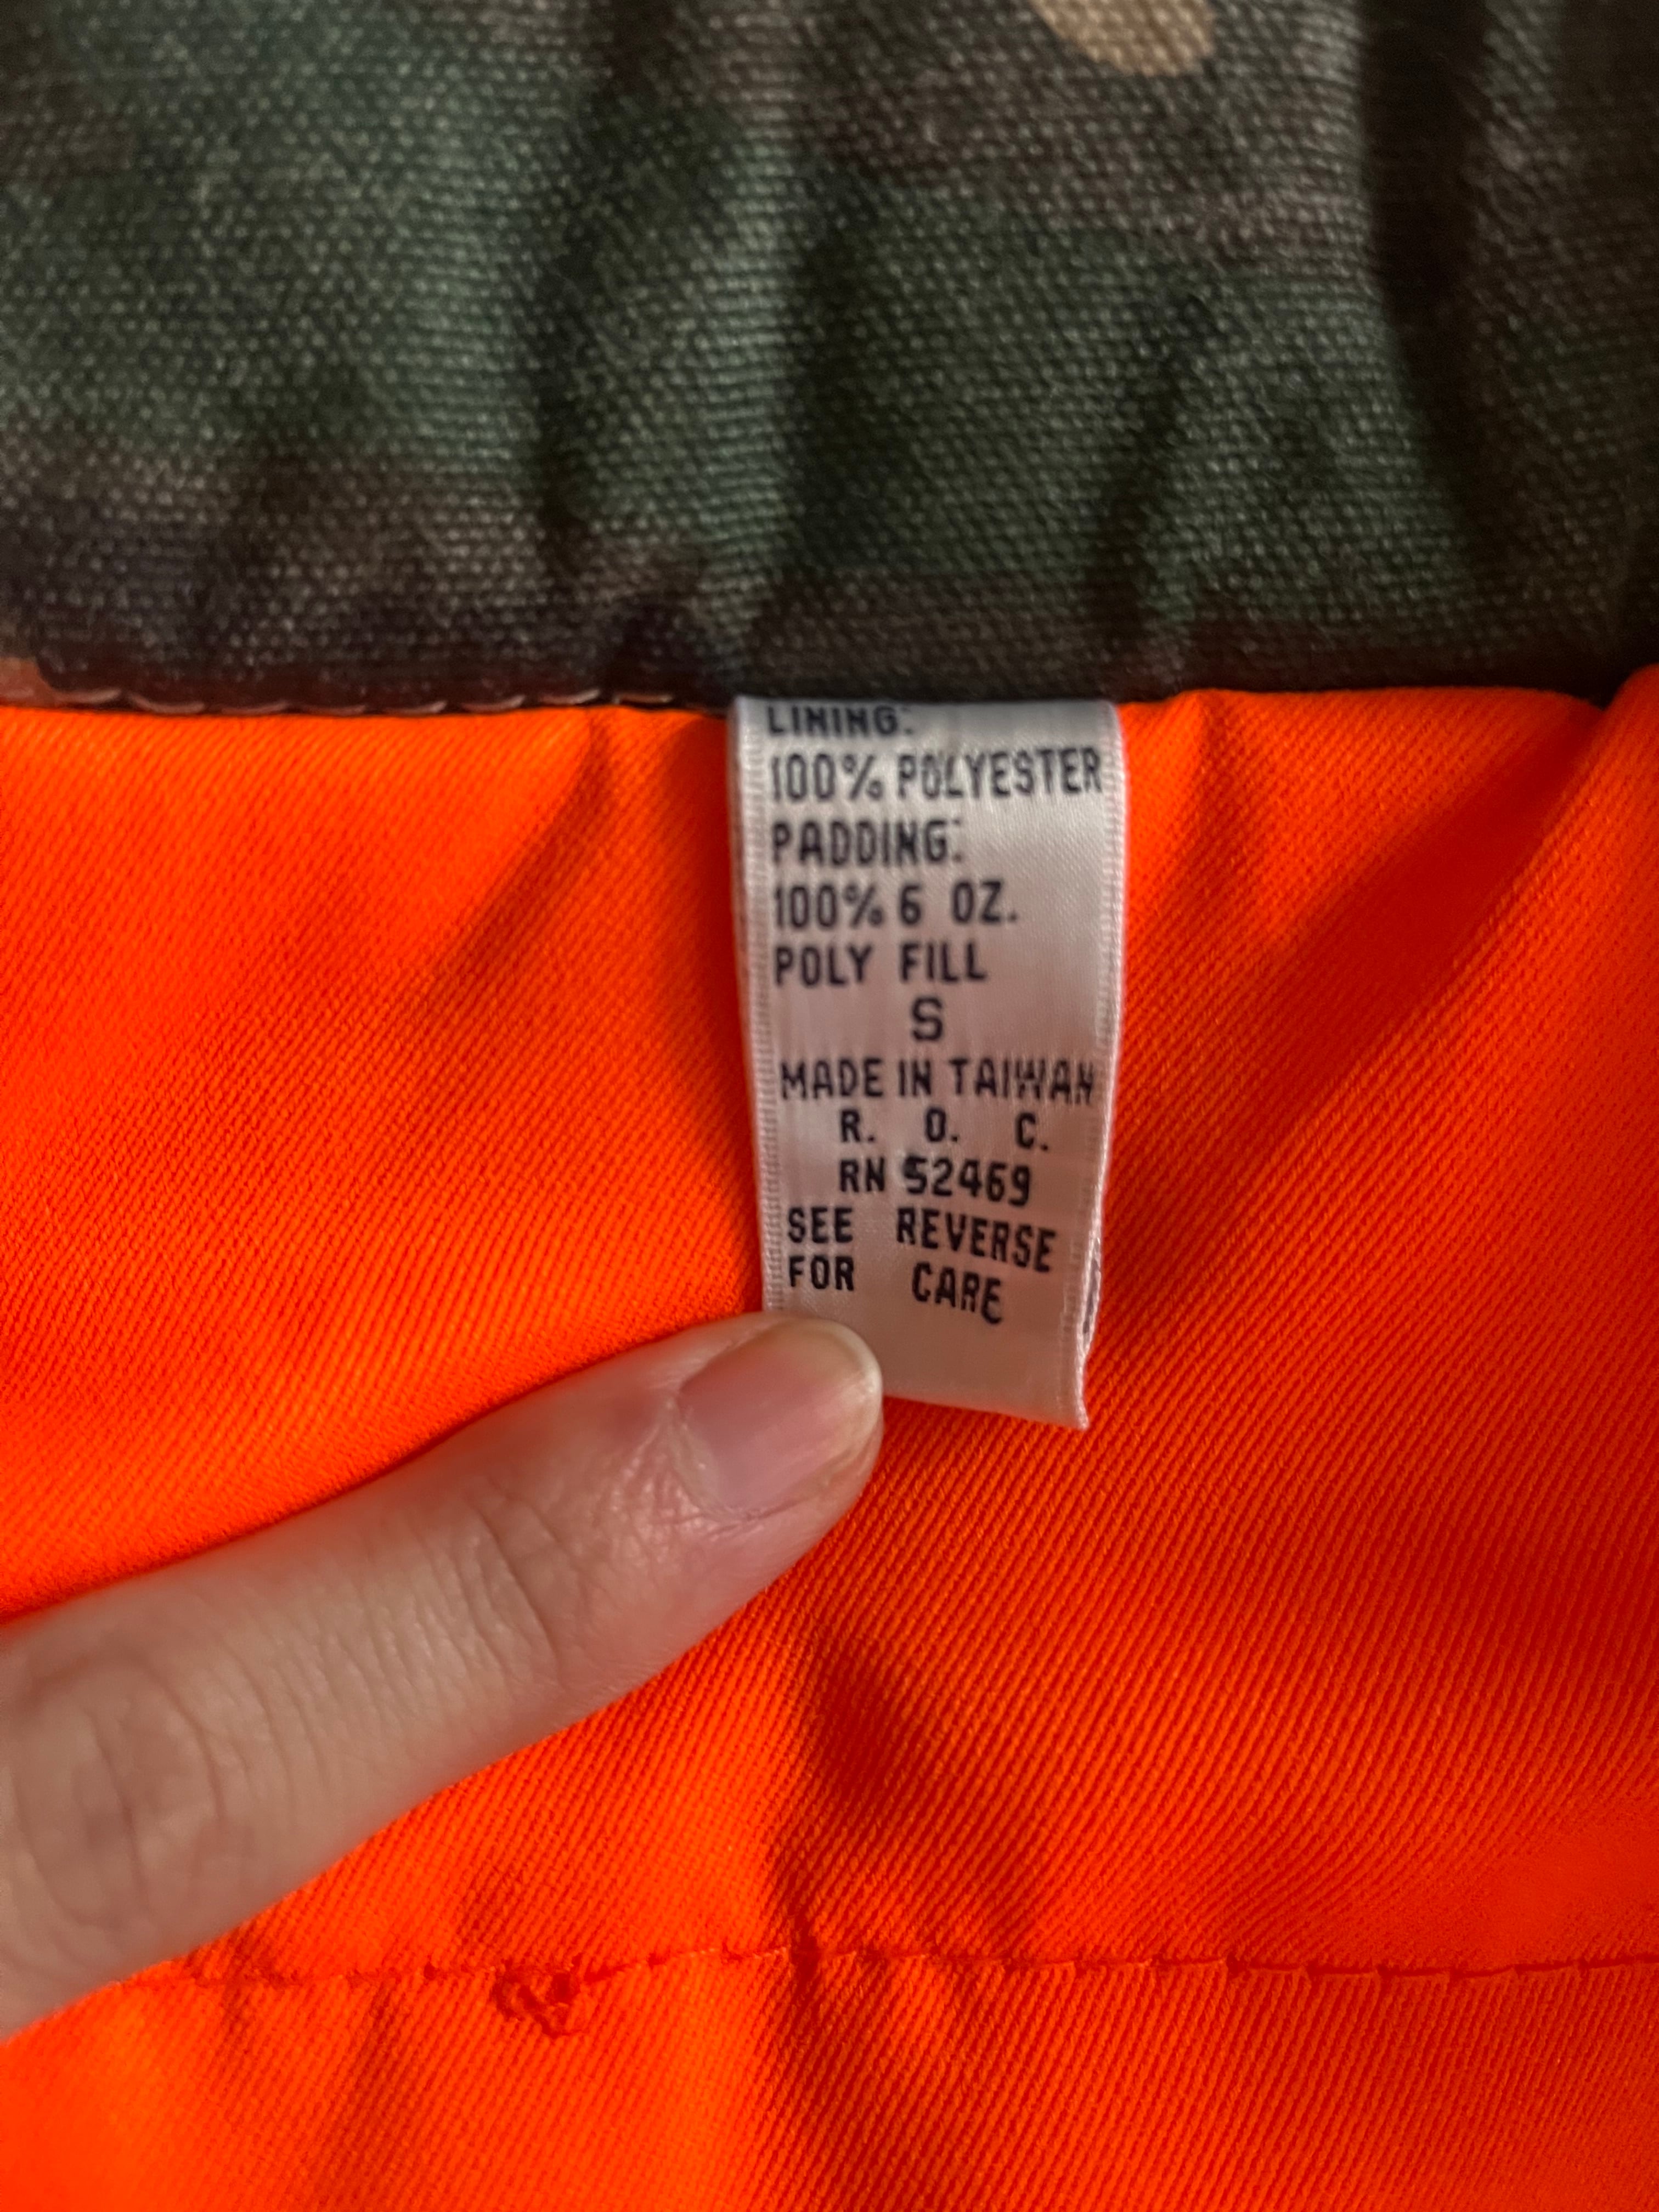 LINING:
100% POLYESTER
PADDING:
100% 6 OZ.
POLY FILL
S
MADE IN TAIWAN
R. O. C.
RN 52469
SEE REVERSE
FOR CARE